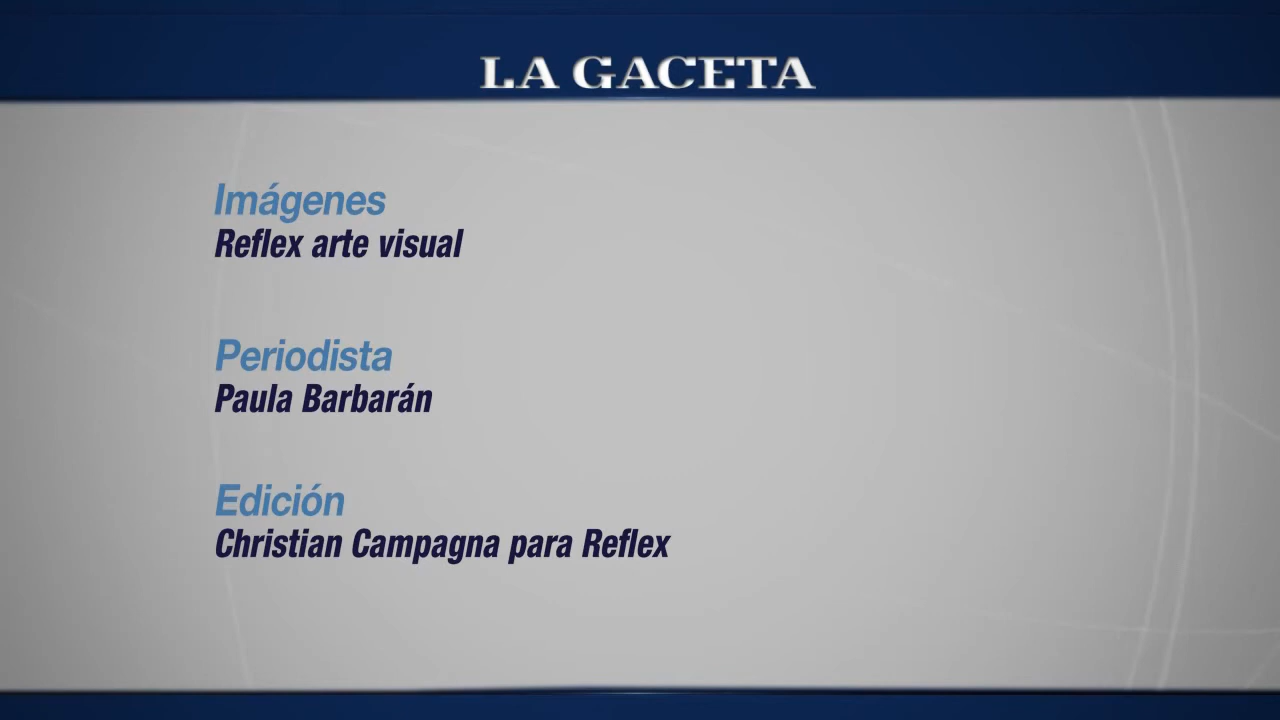 LA GACETA
Imágenes
Reflex arte visual
Periodista
Paula Barbarán
Edición
Christian Campagna para Reflex